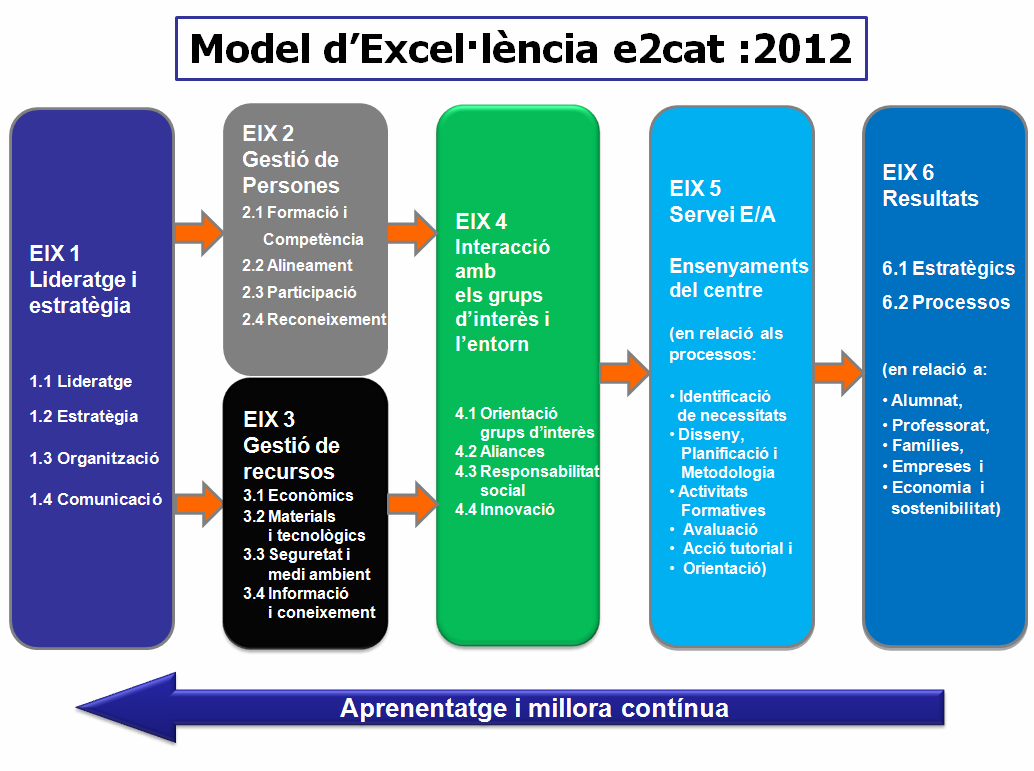 Model d’Excel·lència e2cat :2012
EIX 1
Lideratge i
estratègia
1.1 Lideratge
1.2 Estratègia
1.3 Organització
1.4 Comunicació
EIX 2
Gestió de
Persones
2.1 Formació i
Competència
2.2 Alineament
2.3 Participació
2.4 Reconeixement
EIX 3
Gestió de
recursos
3.1 Econòmics
3.2 Materials
i tecnològics
3.3 Seguretat i
medi ambient
3.4 Informació
i coneixement
EIX 4
Interacció
amb
els grups
d’interès i
l’entorn
4.1 Orientació
grups d’interès
4.2 Aliances
4.3 Responsabilitat
social
4.4 Innovació
EIX 5
Servei E/A
Ensenyaments
del centre
(en relació als
processos:
• Identificació
de necessitats
• Disseny,
Planificació i
Metodologia
• Activitats
Formatives
• Avaluació
• Acció tutorial i
• Orientació)
EIX 6
Resultats
6.1 Estratègics
6.2 Processos
(en relació a:
• Alumnat,
• Professorat,
• Famílies,
• Empreses i
• Economia i
sostenibilitat)
Aprenentatge i millora contínua